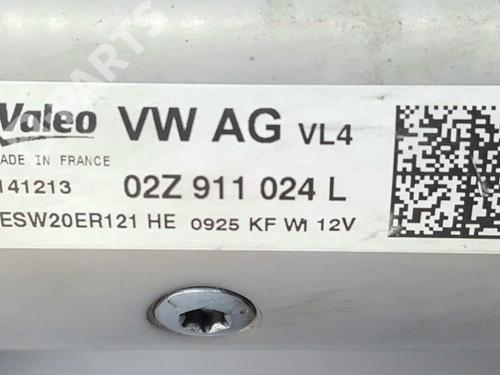 Valeo VW AG VL4
MADE IN FRANCE
141213 02Z 911 024 L
ESW20ER121 HE 0925 KF W1 12V